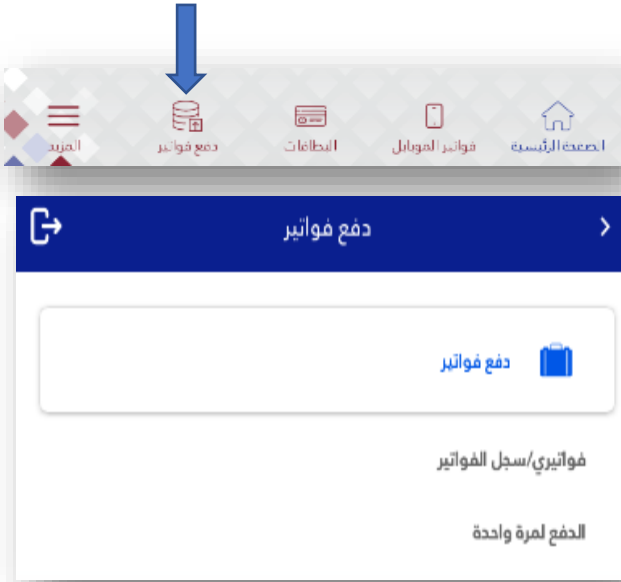 الصفحة الرئيسية
فواتير الموبايل
البطاقات
دفع فواتير
المزيد
دفع فواتير
دفع فواتير
فواتيري/سجل الفواتير
الدفع لمرة واحدة